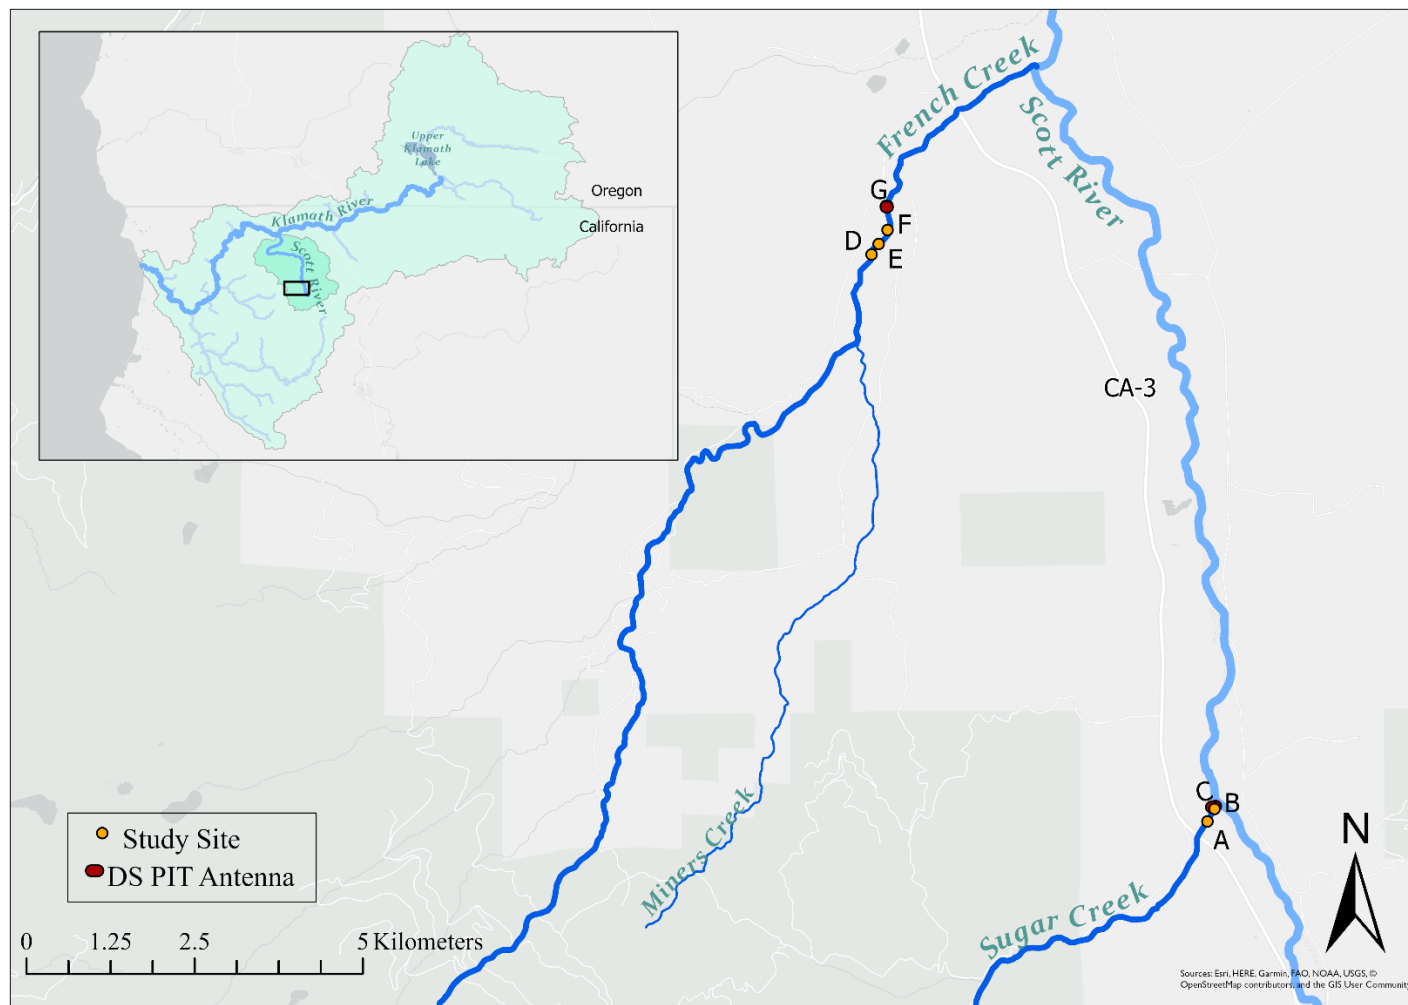 Upper
Klamath
Lake
Oregon
California
Klamath River
Scott River
French Creek
Scott River
G
F
D
E
CA-3
C
B
A
N
Miners Creek
Sugar Creek
Study Site
DS PIT Antenna
0 1.25 2.5 5 Kilometers
Sources: Esri, HERE, Garmin, FAO, NOAA, USGS, ©
OpenStreetMap contributors, and the GIS User Community